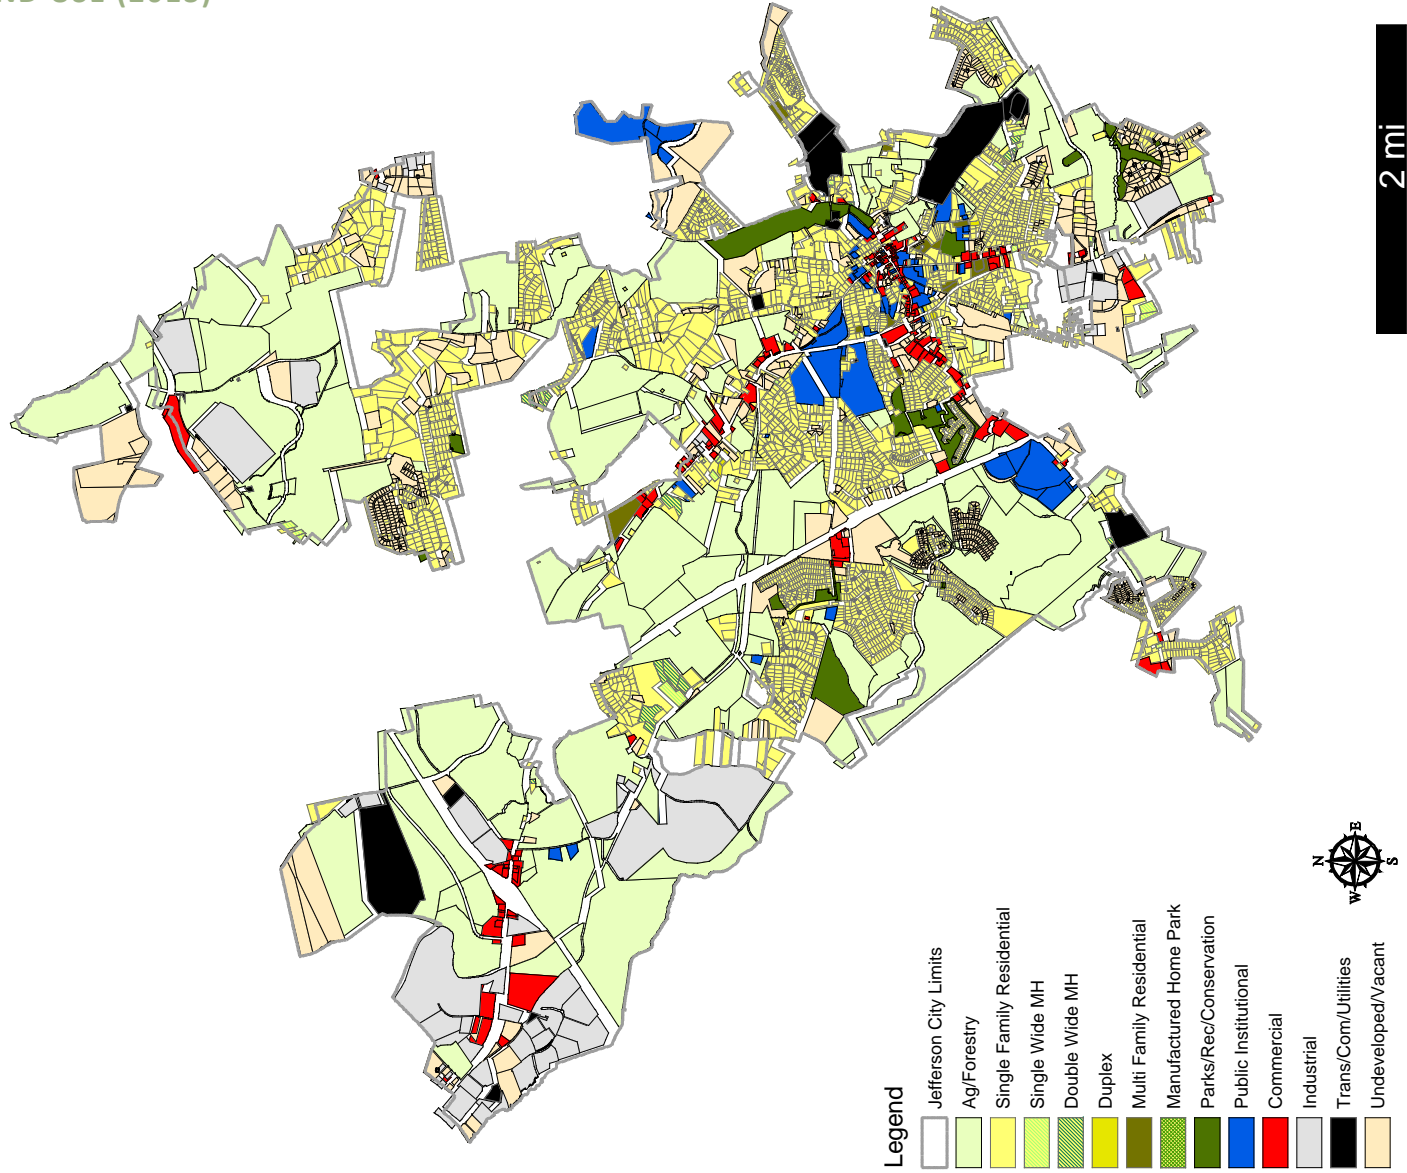 2 mi
N
W
E
S
Legend
Jefferson City Limits
Ag/Forestry
Single Family Residential
Single Wide MH
Double Wide MH
Duplex
Multi Family Residential
Manufactured Home Park
Parks/Rec/Conservation
Public Institutional
Commercial
Industrial
Trans/Com/Utilities
Undeveloped/Vacant